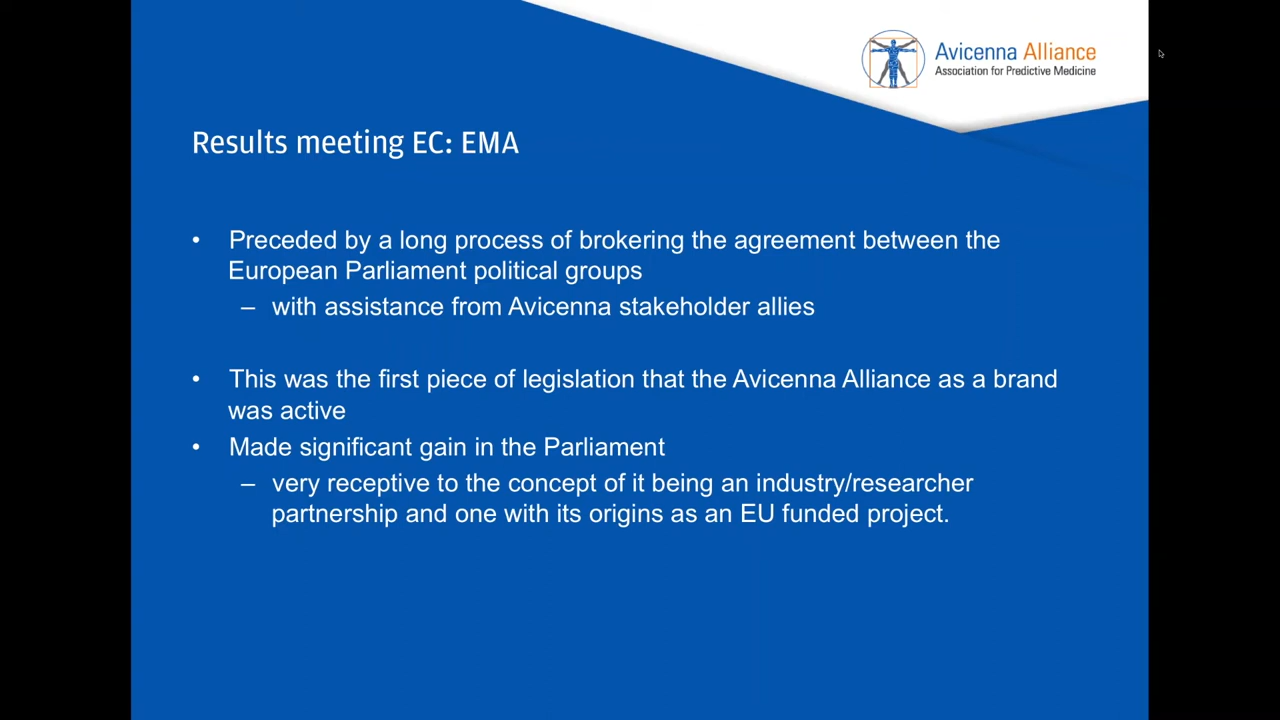 Avicenna Alliance
Association for Predictive Medicine
Results meeting EC: EMA
• Preceded by a long process of brokering the agreement between the
European Parliament political groups
– with assistance from Avicenna stakeholder allies
• This was the first piece of legislation that the Avicenna Alliance as a brand
was active
• Made significant gain in the Parliament
– very receptive to the concept of it being an industry/researcher
partnership and one with its origins as an EU funded project.